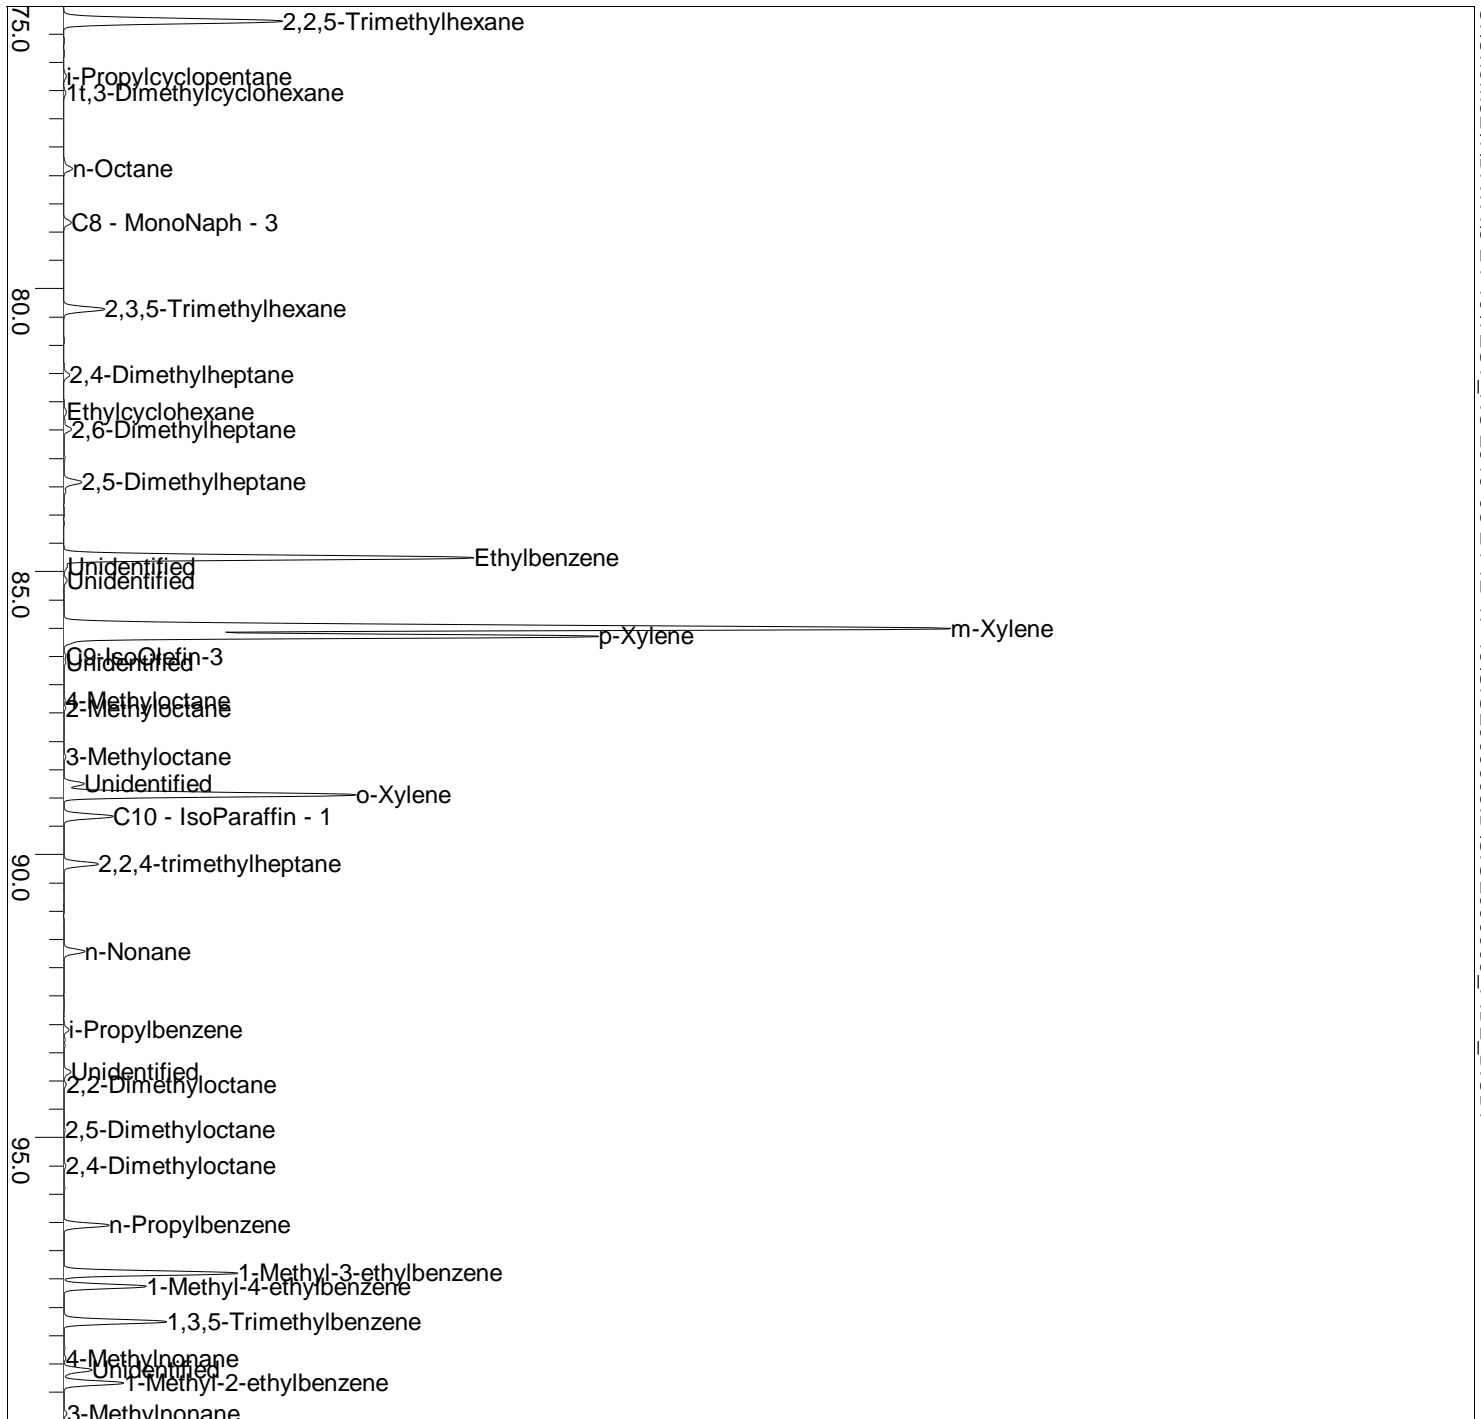 75.0
2,2,5-Trimethylhexane
i-Propylcyclopentane
1t,3-Dimethylcyclohexane
n-Octane
C8 - MonoNaph - 3
80.0
2,3,5-Trimethylhexane
2,4-Dimethylheptane
Ethylcyclohexane
2,6-Dimethylheptane
2,5-Dimethylheptane
Ethylbenzene
Unidentified
85.0
Unidentified
m-Xylene
p-Xylene
C9-IsoOlefin-3
Unidentified
4-Methyloctane
2-Methyloctane
3-Methyloctane
Unidentified
o-Xylene
C10 - IsoParaffin - 1
90.0
2,2,4-trimethylheptane
n-Nonane
i-Propylbenzene
Unidentified
2,2-Dimethyloctane
2,5-Dimethyloctane
95.0
2,4-Dimethyloctane
n-Propylbenzene
1-Methyl-3-ethylbenzene
1-Methyl-4-ethylbenzene
1,3,5-Trimethylbenzene
4-Methylnonane
Unidentified
1-Methyl-2-ethylbenzene
3-Methylnonane